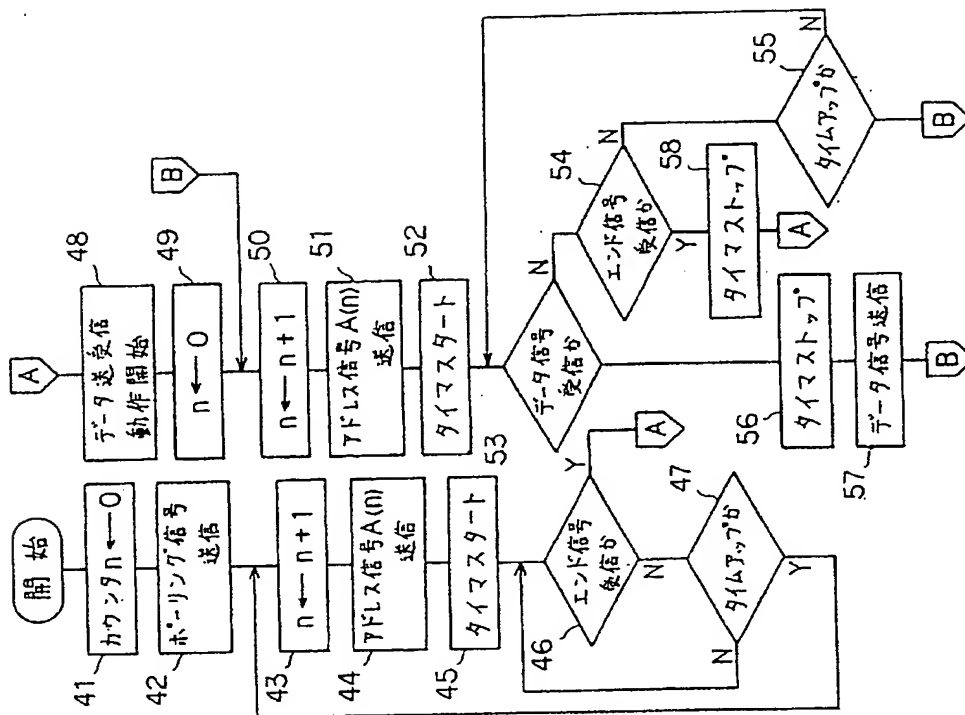 開始
41
カウンタn←0
42
ポーリング信号
送信
43
n←n+1
44
アドレス信号A(n)
送信
45
タイマスタート
46
エンド信号
受信か
Y
A
N
47
タイムアップか
N
Y
A
48
データ送受信
動作開始
49
n←0
B
50
n←n+1
51
アドレス信号A(n)
送信
52
タイマスタート
53
データ信号
受信か
N
54
エンド信号
受信か
N
Y
58
タイマストップ
A
55
タイムアップか
N
B
56
タイマストップ
57
データ信号送信
B